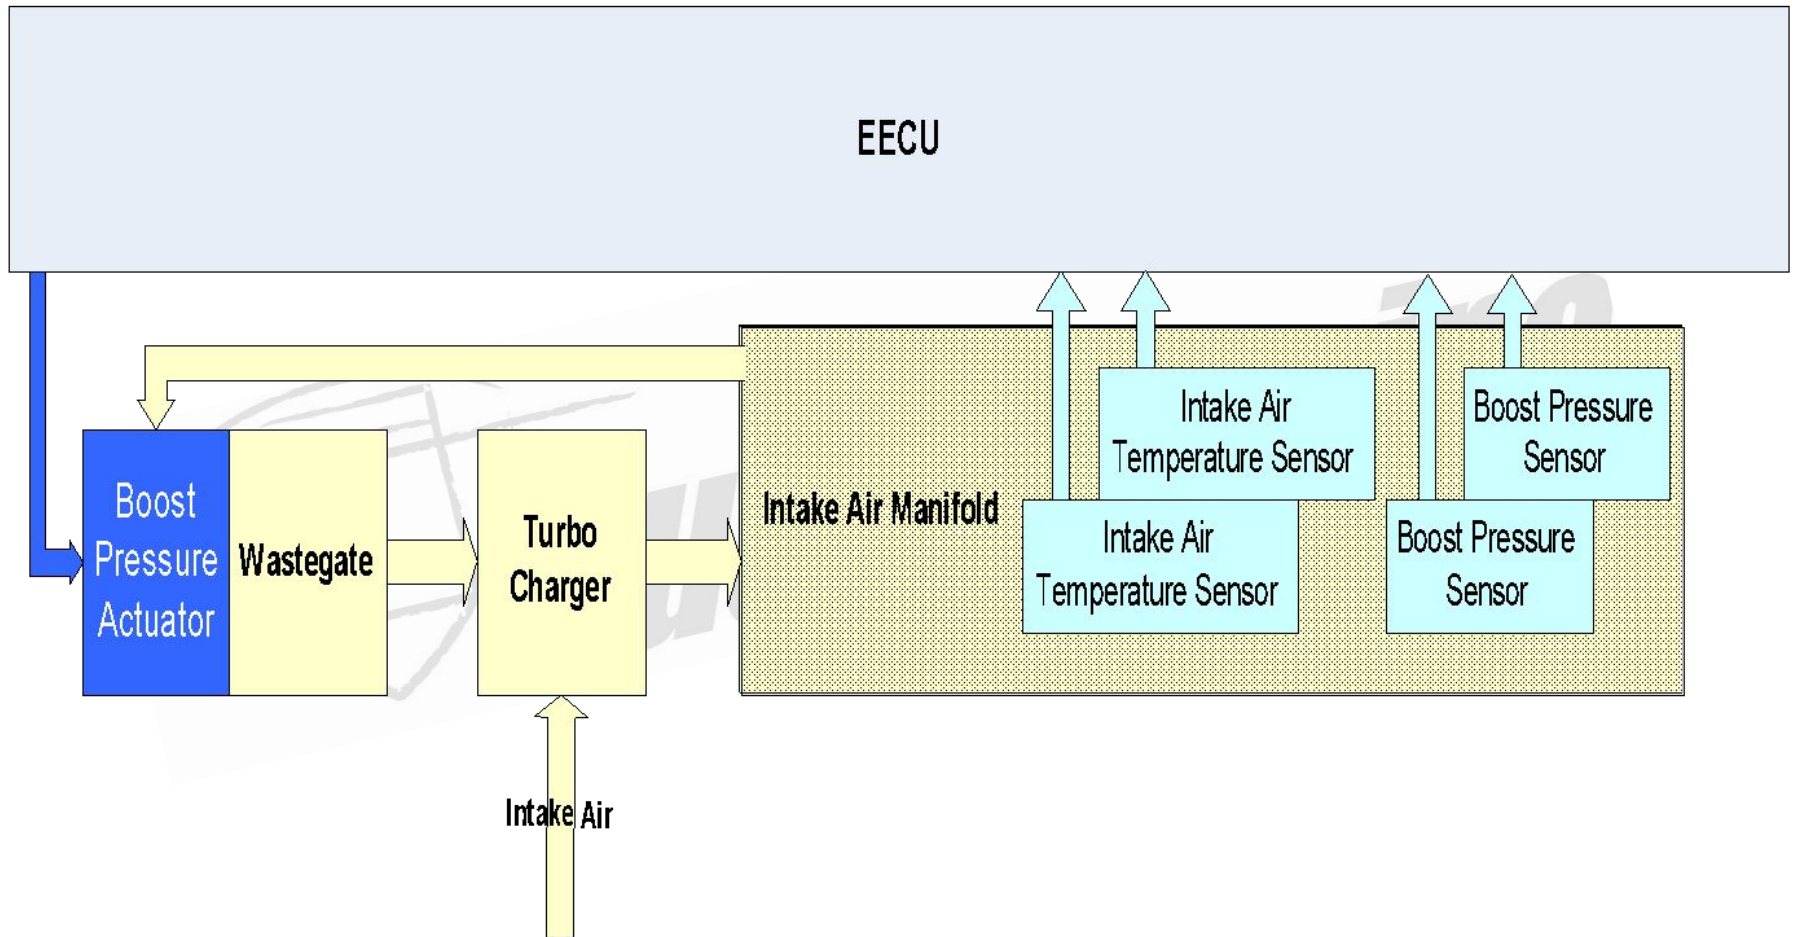 EECU
Intake Air
Temperature Sensor
Boost Pressure
Sensor
Boost
Pressure
Actuator
Wastegate
Turbo
Charger
Intake Air Manifold
Intake Air
Temperature Sensor
Boost Pressure
Sensor
Intake Air